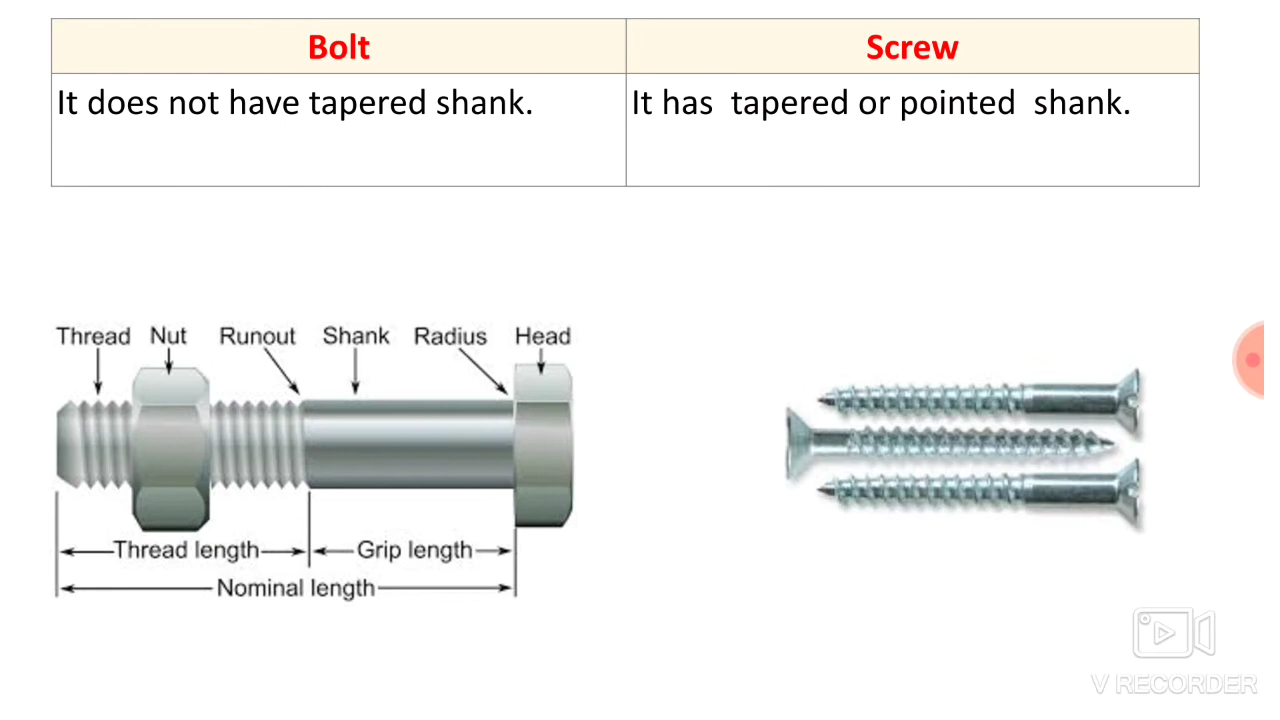 Bolt
Screw
It does not have tapered shank.
It has tapered or pointed shank.
Thread Nut Runout Shank Radius Head
Thread length Grip length
Nominal length
V RECORDER